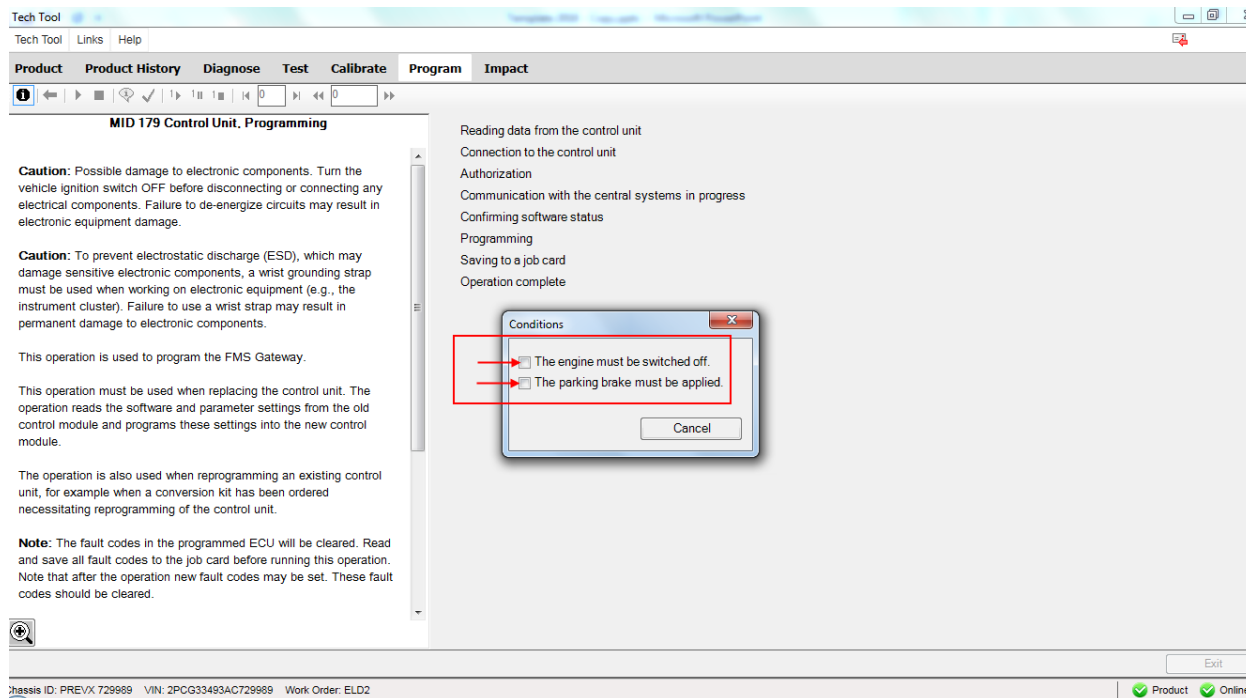 Tech Tool
Tech Tool Links Help
Product Product History Diagnose Test Calibrate Program Impact
0 0
MID 179 Control Unit, Programming
Caution: Possible damage to electronic components. Turn the
vehicle ignition switch OFF before disconnecting or connecting any
electrical components. Failure to de-energize circuits may result in
electronic equipment damage.
Caution: To prevent electrostatic discharge (ESD), which may
damage sensitive electronic components, a wrist grounding strap
must be used when working on electronic equipment (e.g., the
instrument cluster). Failure to use a wrist strap may result in
permanent damage to electronic components.
This operation is used to program the FMS Gateway.
This operation must be used when replacing the control unit. The
operation reads the software and parameter settings from the old
control module and programs these settings into the new control
module.
The operation is also used when reprogramming an existing control
unit, for example when a conversion kit has been ordered
necessitating reprogramming of the control unit.
Note: The fault codes in the programmed ECU will be cleared. Read
and save all fault codes to the job card before running this operation.
Note that after the operation new fault codes may be set. These fault
codes should be cleared.
Reading data from the control unit
Connection to the control unit
Authorization
Communication with the central systems in progress
Confirming software status
Programming
Saving to a job card
Operation complete
Conditions
The engine must be switched off.
The parking brake must be applied.
Cancel
Exit
Chassis ID: PREVX 729989 VIN: 2PCG33493AC729989 Work Order: ELD2
Product Online